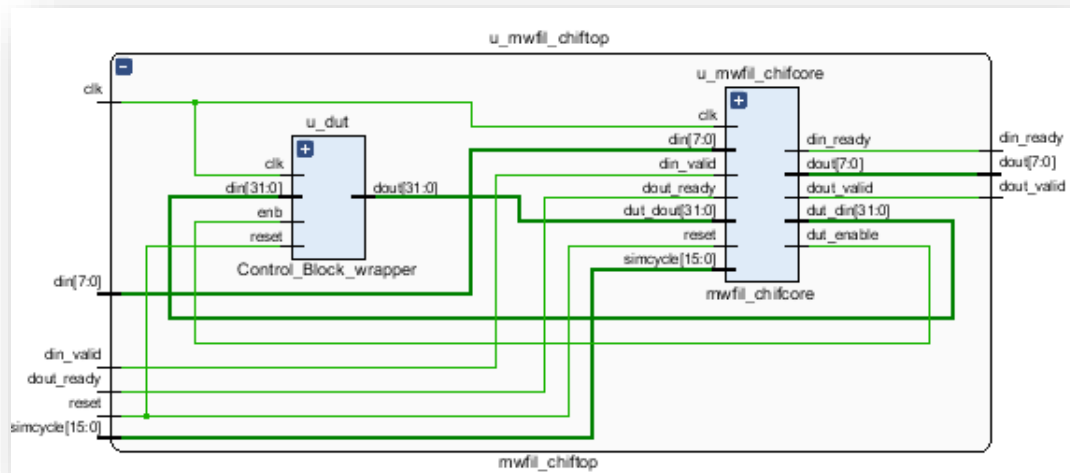 u_mwfil_chiftop
clk
u_dut
clk
din[31:0]
enb
reset
dout[31:0]
Control_Block_wrapper
u_mwfil_chifcore
clk
din[7:0]
din_valid
dout_ready
dut_dout[31:0]
reset
simcycle[15:0]
din_ready
dout[7:0]
dout_valid
dut_din[31:0]
dut_enable
mwfil_chifcore
din_ready
dout[7:0]
dout_valid
din[7:0]
din_valid
dout_ready
reset
simcycle[15:0]
mwfil_chiftop